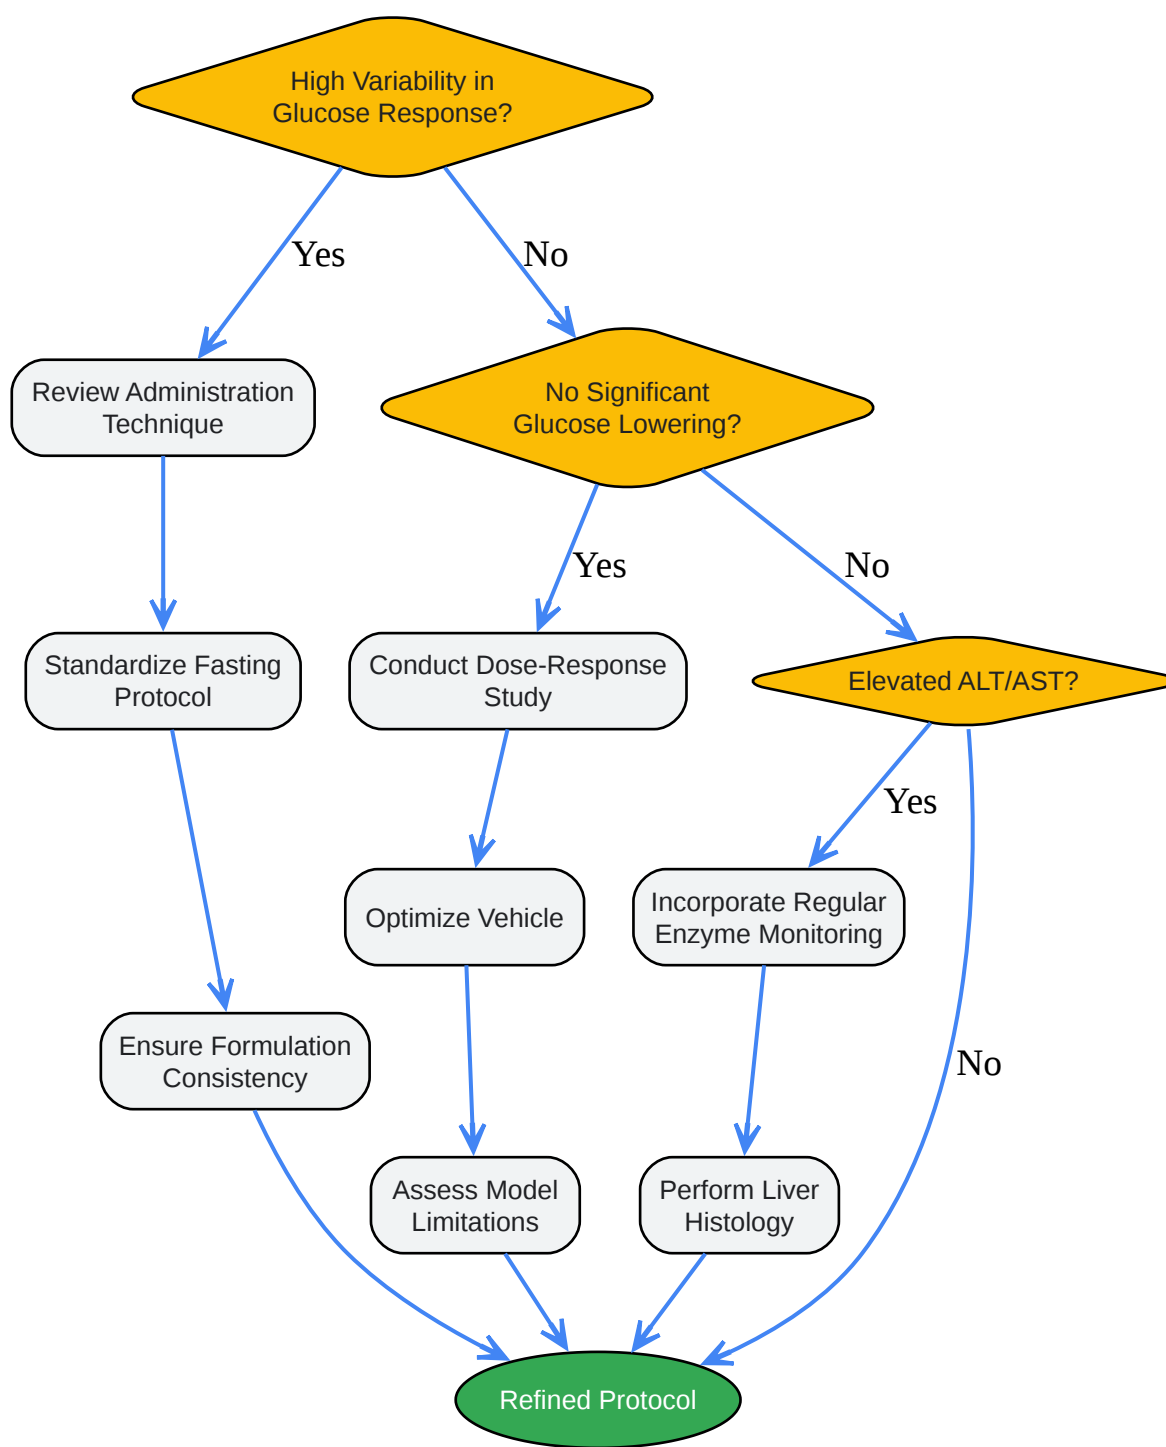 High Variability in
Glucose Response?
Yes
No
Review Administration
Technique
No Significant
Glucose Lowering?
Yes
No
Standardize Fasting
Protocol
Conduct Dose-Response
Study
Elevated ALT/AST?
Yes
Optimize Vehicle
Incorporate Regular
Enzyme Monitoring
Ensure Formulation
Consistency
No
Assess Model
Limitations
Perform Liver
Histology
Refined Protocol